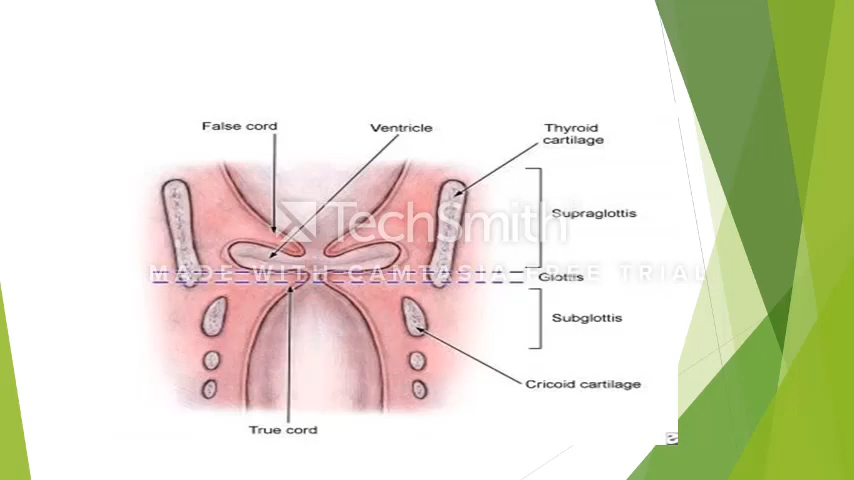 False cord
Ventricle
Thyroid
cartilage
TechSmith
Supraglottis
MADE WITH CAMTASIA FREE TRIAL
Glottis
Subglottis
Cricoid cartilage
True cord